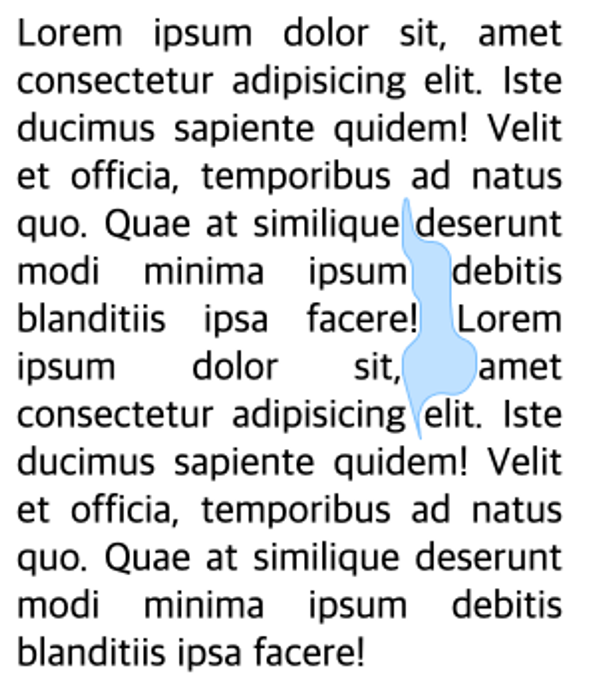 Lorem ipsum dolor sit, amet
consectetur adipisicing elit. Iste
ducimus sapiente quidem! Velit
et officia, temporibus ad natus
quo. Quae at similique deserunt
modi minima ipsum debitis
blanditiis ipsa facere! Lorem
ipsum dolor sit, amet
consectetur adipisicing elit. Iste
ducimus sapiente quidem! Velit
et officia, temporibus ad natus
quo. Quae at similique deserunt
modi minima ipsum debitis
blanditiis ipsa facere!